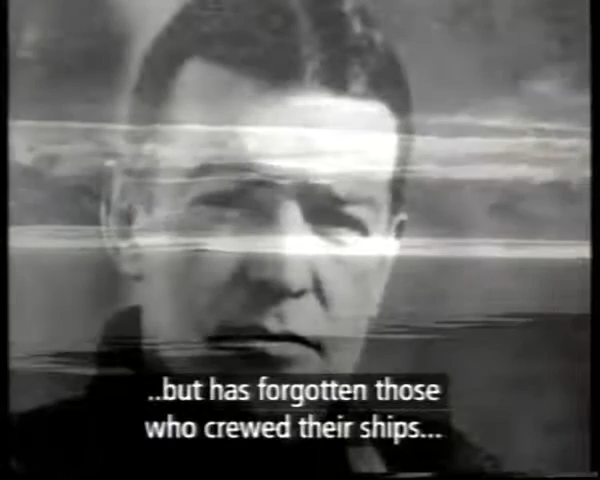 ..but has forgotten those
who crewed their ships...